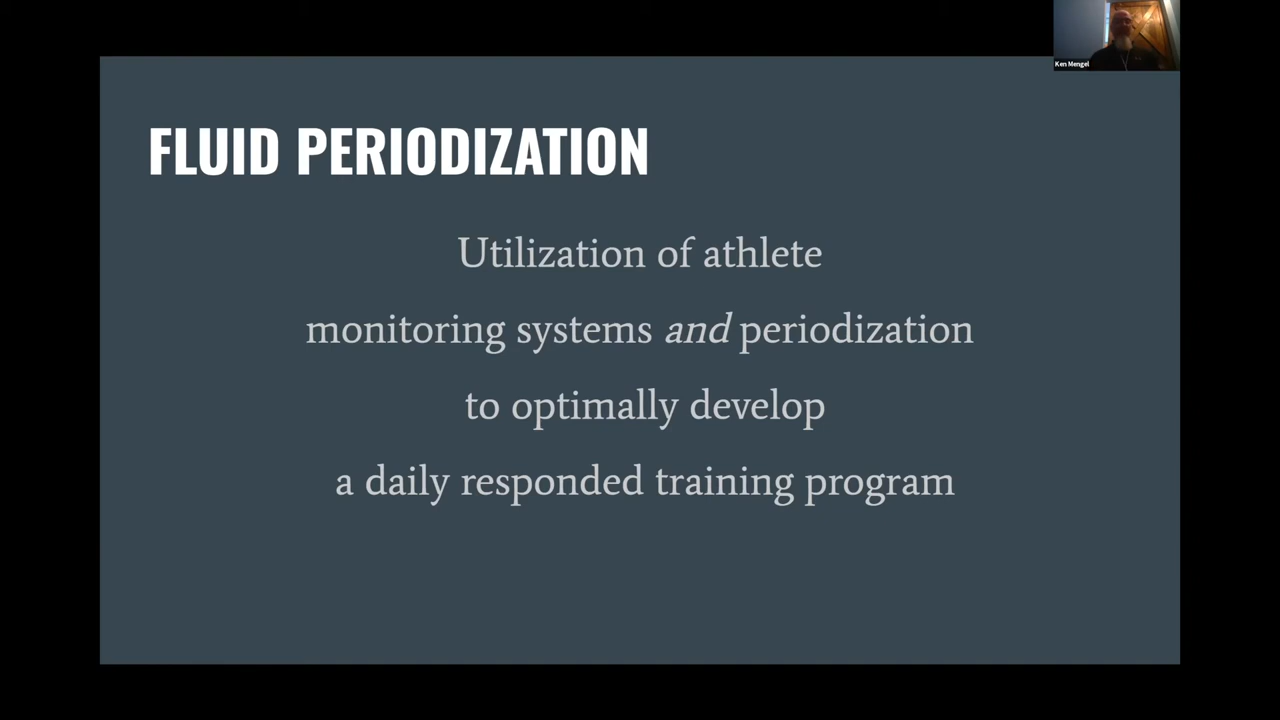 Ken Mengel
FLUID PERIODIZATION
Utilization of athlete
monitoring systems and periodization
to optimally develop
a daily responded training program